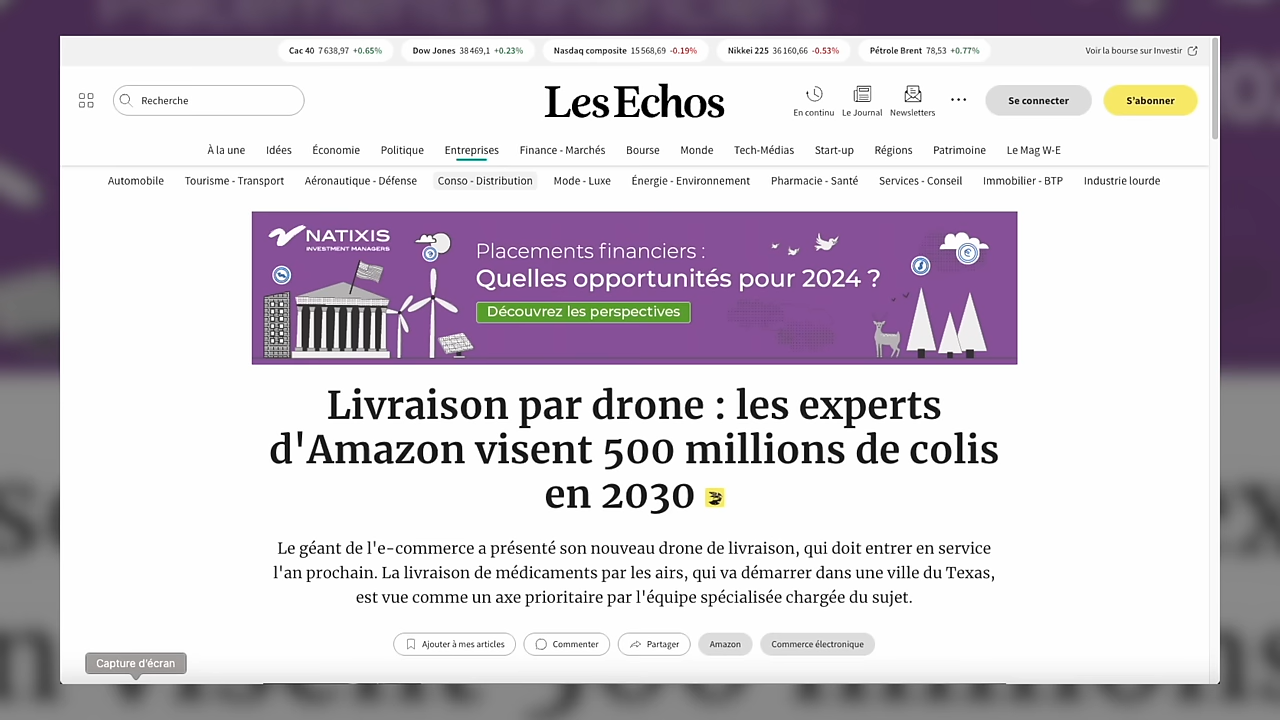 Cac 40 7 638,97 +0.65% Dow Jones 38 469,1 +0.23% Nasdaq composite 15 568,69 -0.19% Nikkei 225 36 160,66 -0.53% Pétrole Brent 78,53 +0.77% Voir la bourse sur Investir
Recherche
Les Echos
En continu Le Journal Newsletters
Se connecter
S'abonner
À la une Idées Économie Politique Entreprises Finance - Marchés Bourse Monde Tech-Médias Start-up Régions Patrimoine Le Mag W-E
Automobile Tourisme - Transport Aéronautique - Défense Conso - Distribution Mode - Luxe Énergie - Environnement Pharmacie - Santé Services - Conseil Immobilier - BTP Industrie lourde
NATIXIS
INVESTMENT MANAGERS
Placements financiers :
Quelles opportunités pour 2024 ?
Découvrez les perspectives
Livraison par drone : les experts
d'Amazon visent 500 millions de colis
en 2030
Le géant de l'e-commerce a présenté son nouveau drone de livraison, qui doit entrer en service
l'an prochain. La livraison de médicaments par les airs, qui va démarrer dans une ville du Texas,
est vue comme un axe prioritaire par l'équipe spécialisée chargée du sujet.
Ajouter à mes articles Commenter Partager Amazon Commerce électronique
Capture d'écran